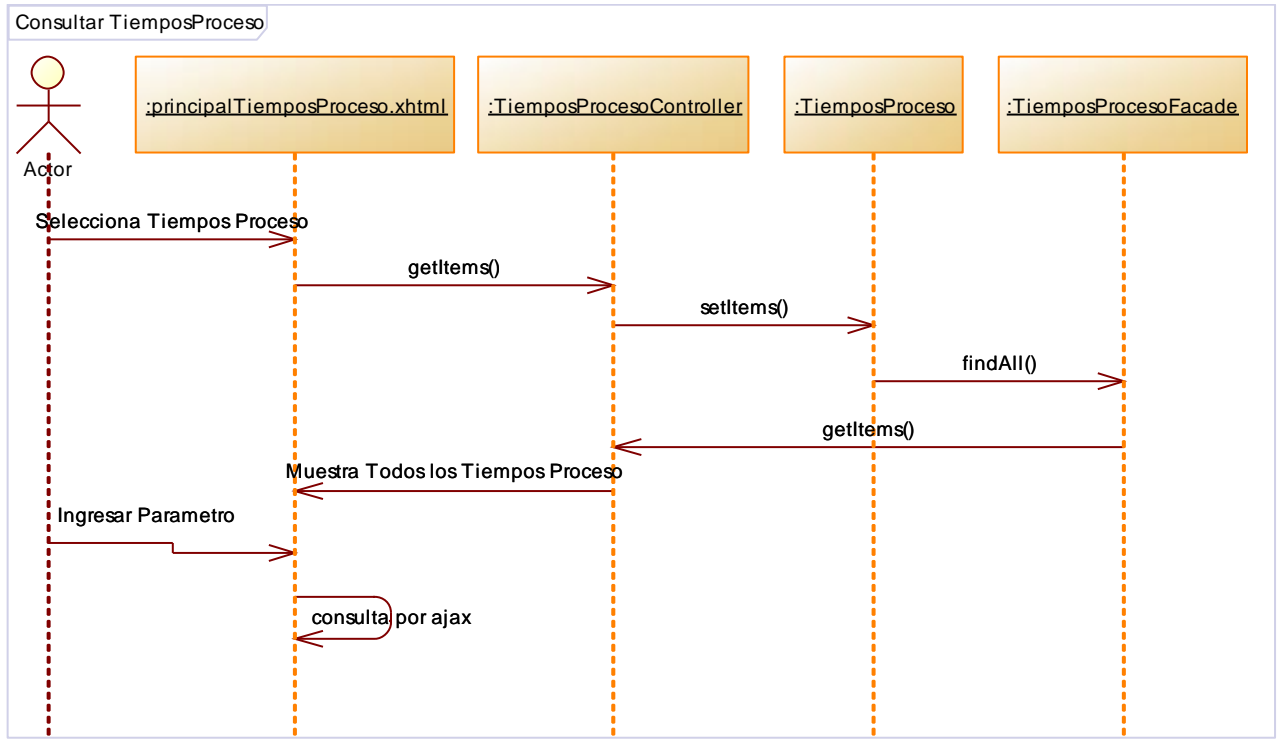 Consultar TiemposProceso
:principalTiemposProceso.xhtml
:TiemposProcesoController
:TiemposProceso
:TiemposProcesoFacade
Actor
Selecciona Tiempos Proceso
getItems()
setItems()
findAll()
getItems()
Muestra Todos los Tiempos Proceso
Ingresar Parametro
consulta por ajax